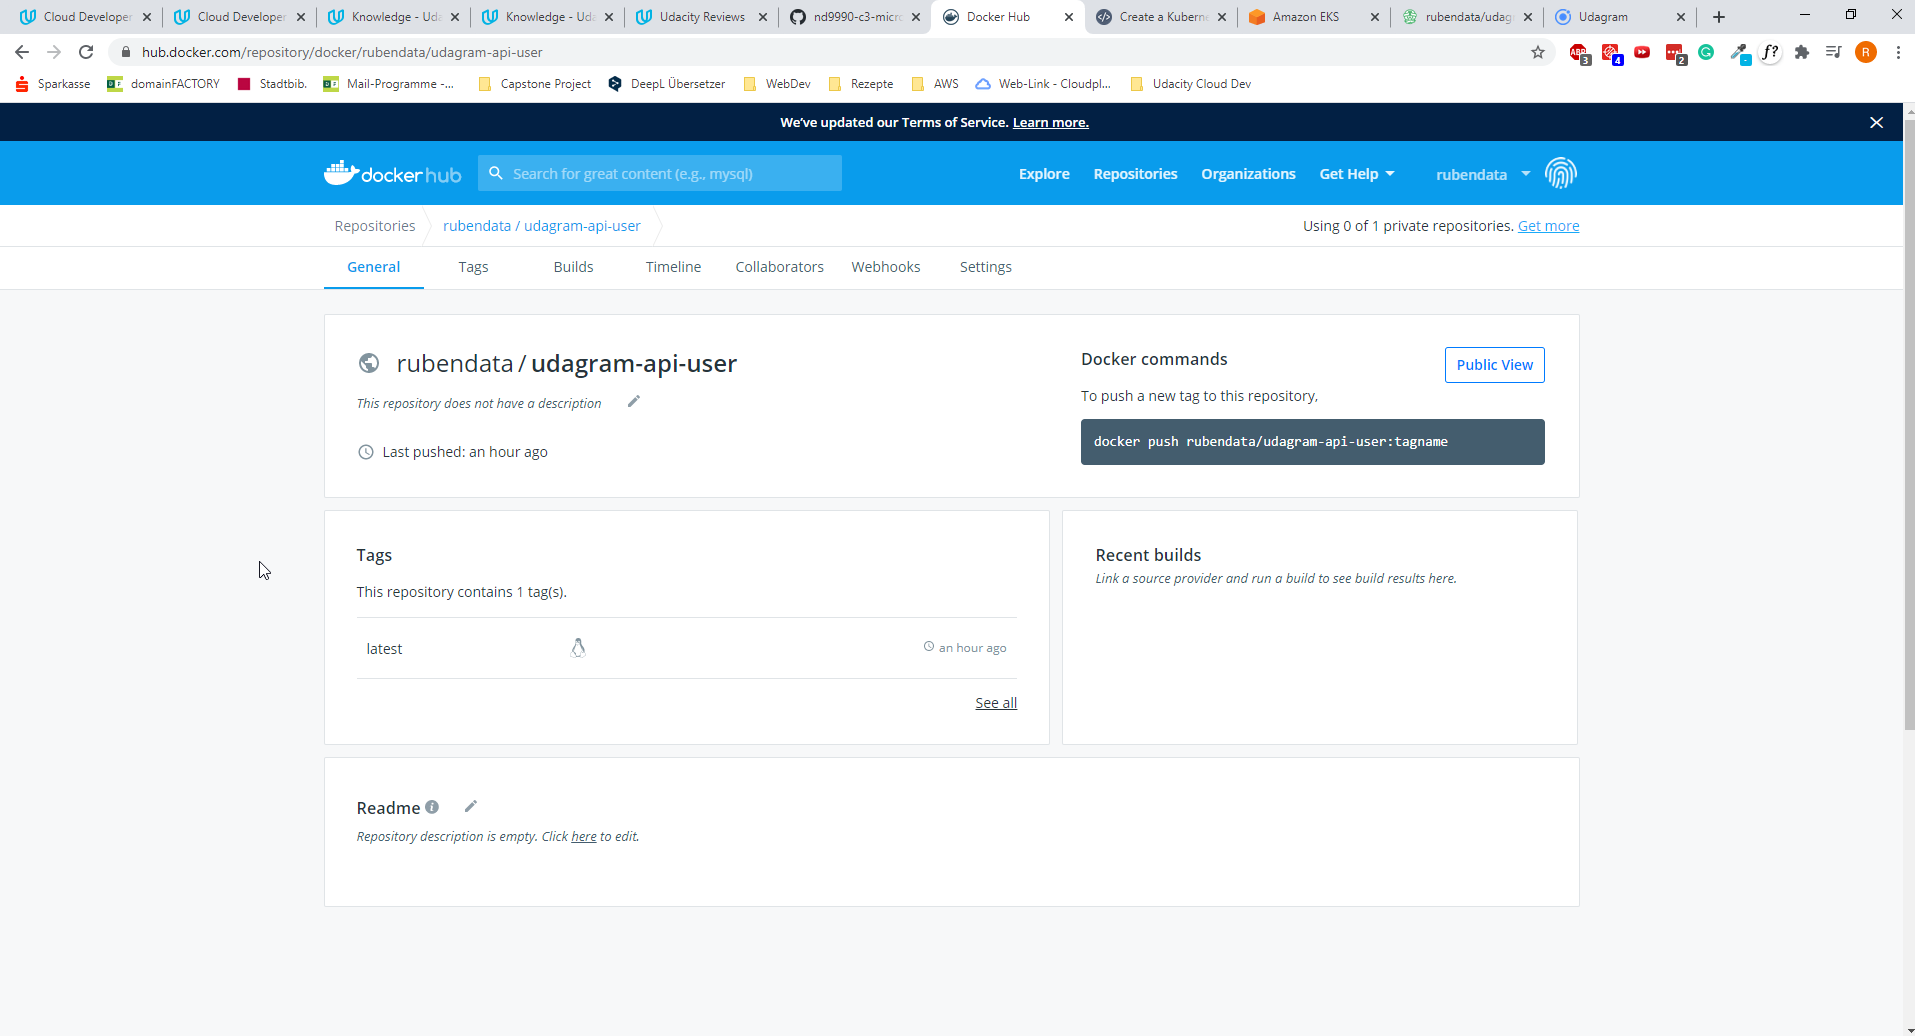 Cloud Developer
Cloud Developer
Knowledge - Uda
Knowledge - Uda
Udacity Reviews
nd9990-c3-micro
Docker Hub
Create a Kuberne
Amazon EKS
rubendata/udag
Udagram
hub.docker.com/repository/docker/rubendata/udagram-api-user
ABP
3
4
2
-
f?
R
Sparkasse
domainFACTORY
Stadtbib.
Mail-Programme -...
Capstone Project
DeepL Übersetzer
WebDev
Rezepte
AWS
Web-Link - Cloudpl...
Udacity Cloud Dev
We've updated our Terms of Service. Learn more.
docker hub
Search for great content (e.g., mysql)
Explore
Repositories
Organizations
Get Help
rubendata
Repositories
rubendata / udagram-api-user
Using 0 of 1 private repositories. Get more
General
Tags
Builds
Timeline
Collaborators
Webhooks
Settings
rubendata / udagram-api-user
This repository does not have a description
Last pushed: an hour ago
Docker commands
Public View
To push a new tag to this repository,
docker push rubendata/udagram-api-user:tagname
Tags
This repository contains 1 tag(s).
latest
an hour ago
See all
Recent builds
Link a source provider and run a build to see build results here.
Readme
Repository description is empty. Click here to edit.